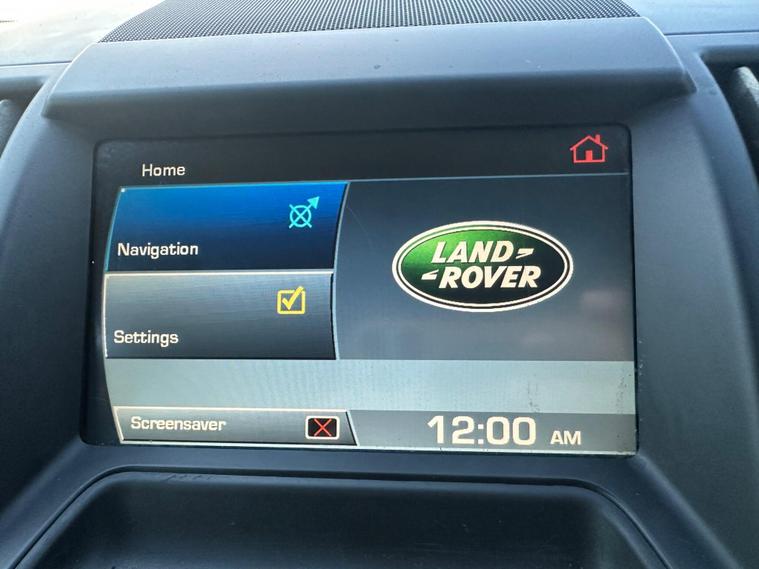 Home
Navigation
LAND-
-ROVER
Settings
Screensaver
12:00 AM